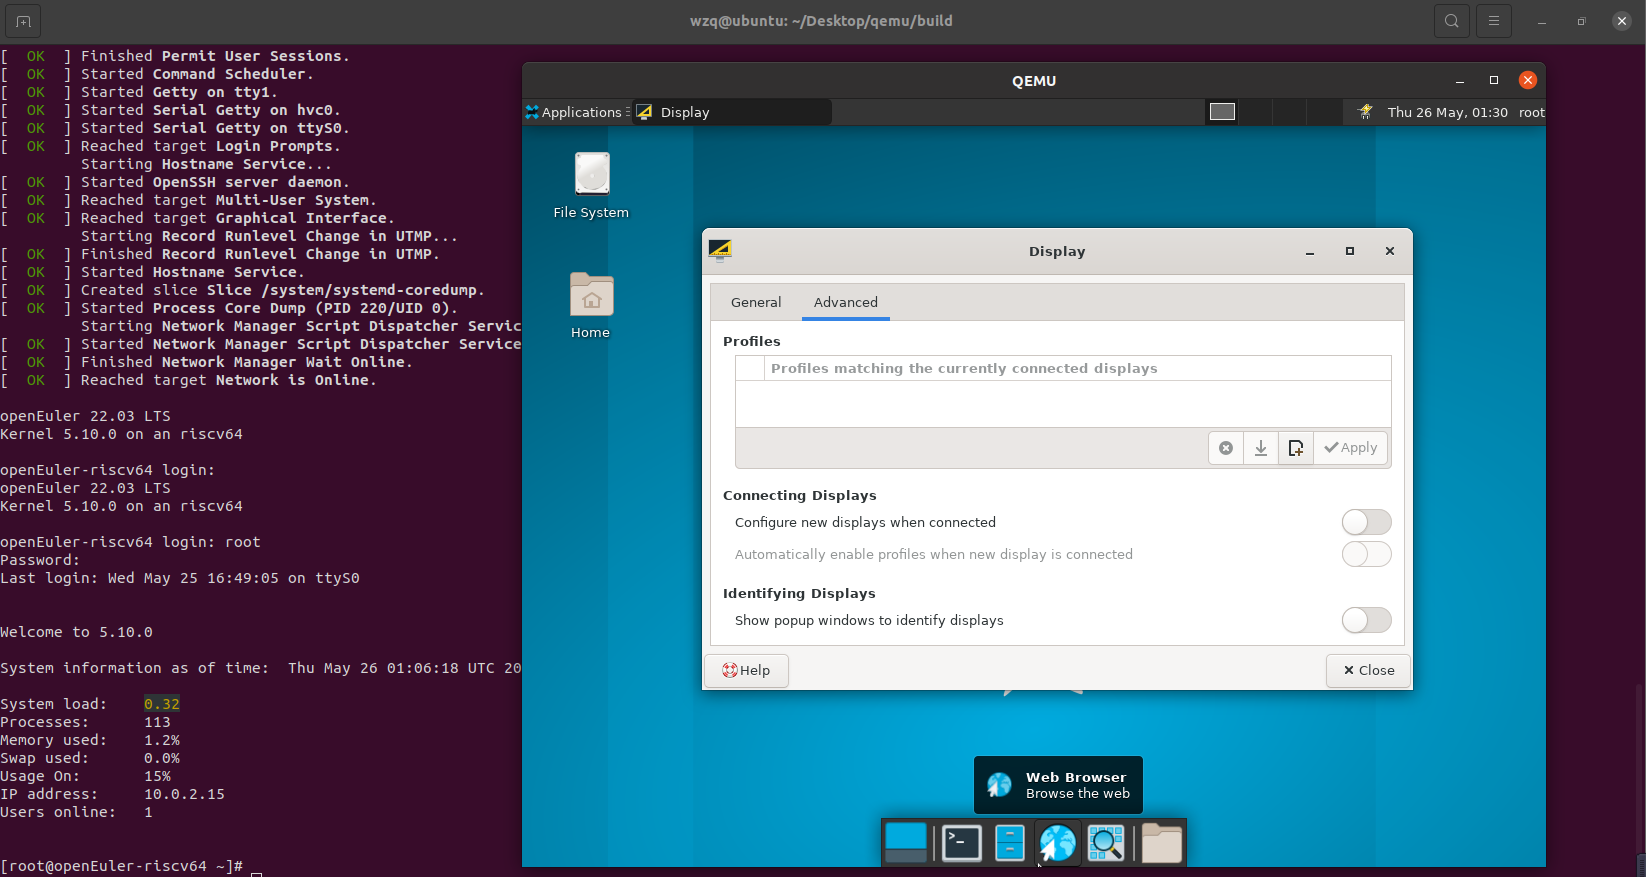 wzq@ubuntu: ~/Desktop/qemu/build
[  OK  ] Finished Permit User Sessions.
[  OK  ] Started Command Scheduler.
[  OK  ] Started Getty on tty1.
[  OK  ] Started Serial Getty on hvc0.
[  OK  ] Started Serial Getty on ttyS0.
[  OK  ] Reached target Login Prompts.
Starting Hostname Service...
[  OK  ] Started OpenSSH server daemon.
[  OK  ] Reached target Multi-User System.
[  OK  ] Reached target Graphical Interface.
Starting Record Runlevel Change in UTMP...
[  OK  ] Finished Record Runlevel Change in UTMP.
[  OK  ] Started Hostname Service.
[  OK  ] Created slice Slice /system/systemd-coredump.
[  OK  ] Started Process Core Dump (PID 220/UID 0).
Starting Network Manager Script Dispatcher Servic
[  OK  ] Started Network Manager Script Dispatcher Service
[  OK  ] Finished Network Manager Wait Online.
[  OK  ] Reached target Network is Online.
openEuler 22.03 LTS
Kernel 5.10.0 on an riscv64
openEuler-riscv64 login:
openEuler 22.03 LTS
Kernel 5.10.0 on an riscv64
openEuler-riscv64 login: root
Password:
Last login: Wed May 25 16:49:05 on ttyS0
Welcome to 5.10.0
System information as of time:  Thu May 26 01:06:18 UTC 20
System load:    0.32
Processes:      113
Memory used:    1.2%
Swap used:      0.0%
Usage On:       15%
IP address:     10.0.2.15
Users online:   1
[root@openEuler-riscv64 ~]#
QEMU
Applications
Display
Thu 26 May, 01:30
root
File System
Home
Display
General
Advanced
Profiles
Profiles matching the currently connected displays
Apply
Connecting Displays
Configure new displays when connected
Automatically enable profiles when new display is connected
Identifying Displays
Show popup windows to identify displays
Help
Close
Web Browser
Browse the web